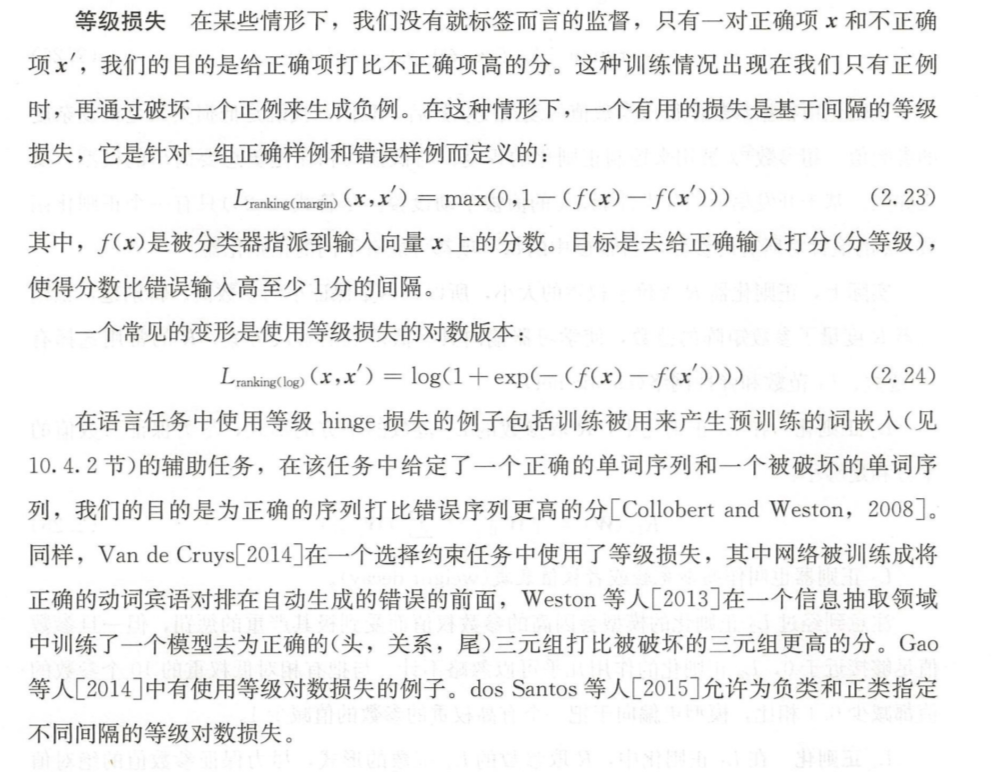 等级损失 在某些情形下，我们没有就标签而言的监督，只有一对正确项 x 和不正确
项 x′，我们的目的是给正确项打比不正确项高的分。这种训练情况出现在我们只有正例
时，再通过破坏一个正例来生成负例。在这种情形下，一个有用的损失是基于间隔的等级
损失，它是针对一组正确样例和错误样例而定义的：
L_ranking(margin) (x,x′) = max(0,1－(f(x)－f(x′))) (2.23)
其中，f(x)是被分类器指派到输入向量 x 上的分数。目标是去给正确输入打分(分等级)，
使得分数比错误输入高至少 1分的间隔。
一个常见的变形是使用等级损失的对数版本：
L_ranking(log) (x,x′) = log(1＋exp(－(f(x)－f(x′)))) (2.24)
在语言任务中使用等级 hinge 损失的例子包括训练被用来产生预训练的词嵌入(见
10.4.2节)的辅助任务，在该任务中给定了一个正确的单词序列和一个被破坏的单词序
列，我们的目的是为正确的序列打比错误序列更高的分[Collobert and Weston，2008]。
同样，Van de Cruys[2014]在一个选择约束任务中使用了等级损失，其中网络被训练成将
正确的动词宾语对排在自动生成的错误的前面，Weston 等人[2013]在一个信息抽取领域
中训练了一个模型去为正确的(头，关系，尾)三元组打比被破坏的三元组更高的分。Gao
等人[2014]中有使用等级对数损失的例子。dos Santos 等人[2015]允许为负类和正类指定
不同间隔的等级对数损失。